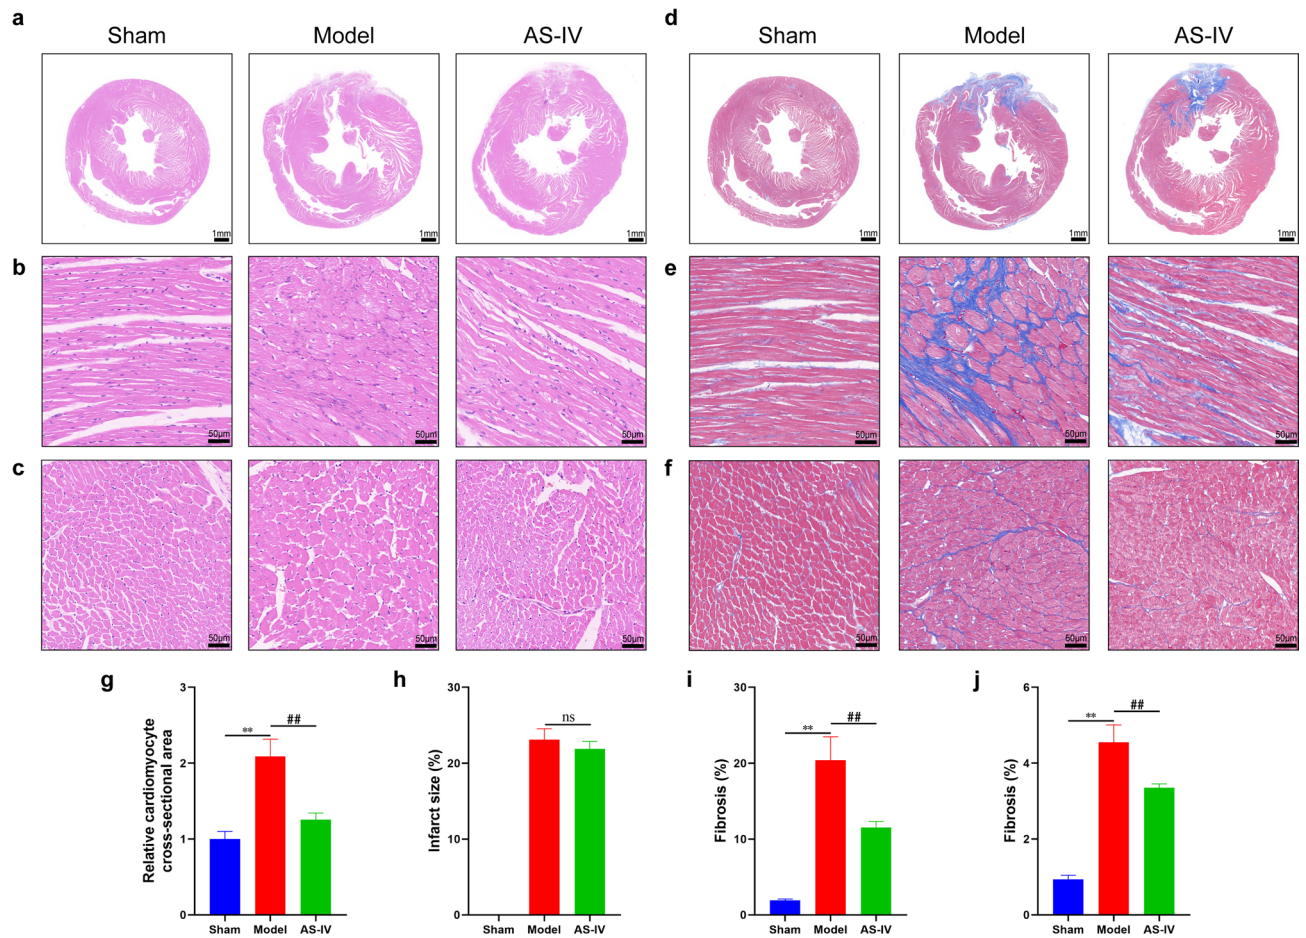 a
d
Sham Model AS-IV
Sham Model AS-IV
1mm 1mm 1mm 1mm 1mm 1mm
b
e
50μm 50μm 50μm 50μm 50μm 50μm
c
f
50μm 50μm 50μm 50μm 50μm 50μm
g
Relative cardiomyocyte
cross-sectional area
3
2
1
0
**
##
Sham Model AS-IV
h
Infarct size (%)
30
20
10
0
ns
Sham Model AS-IV
i
Fibrosis (%)
30
20
10
0
**
##
Sham Model AS-IV
j
Fibrosis (%)
6
4
2
0
**
##
Sham Model AS-IV